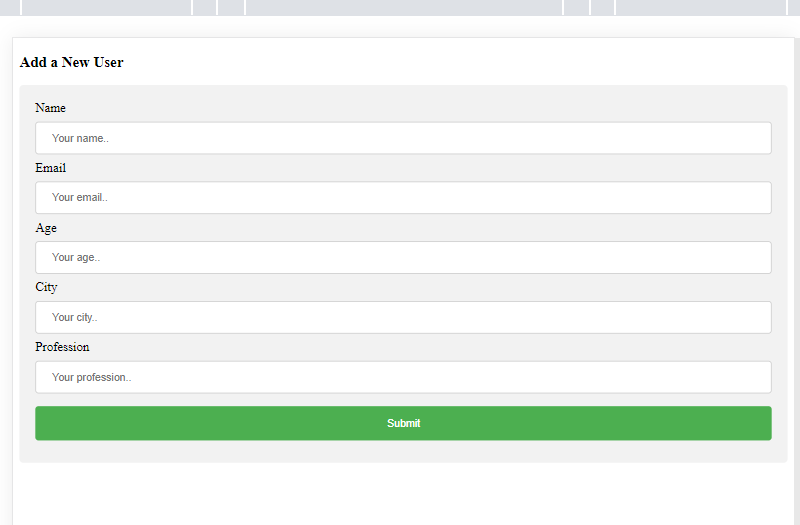 Add a New User
Name
Your name..
Email
Your email..
Age
Your age..
City
Your city..
Profession
Your profession..
Submit